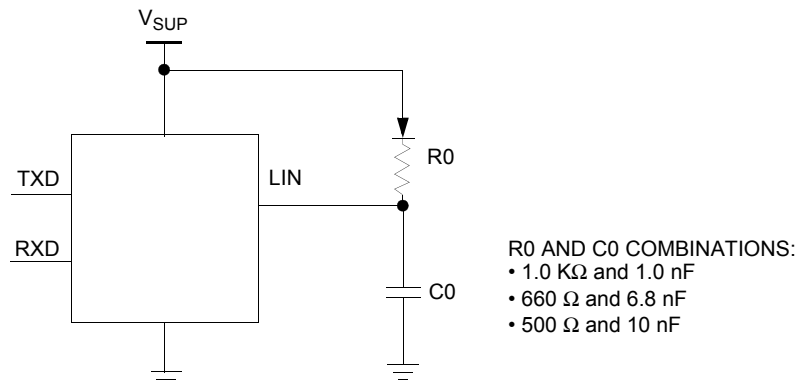 VSUP
R0
TXD
LIN
RXD
R0 AND C0 COMBINATIONS:
• 1.0 KΩ and 1.0 nF
C0
• 660 Ω and 6.8 nF
• 500 Ω and 10 nF